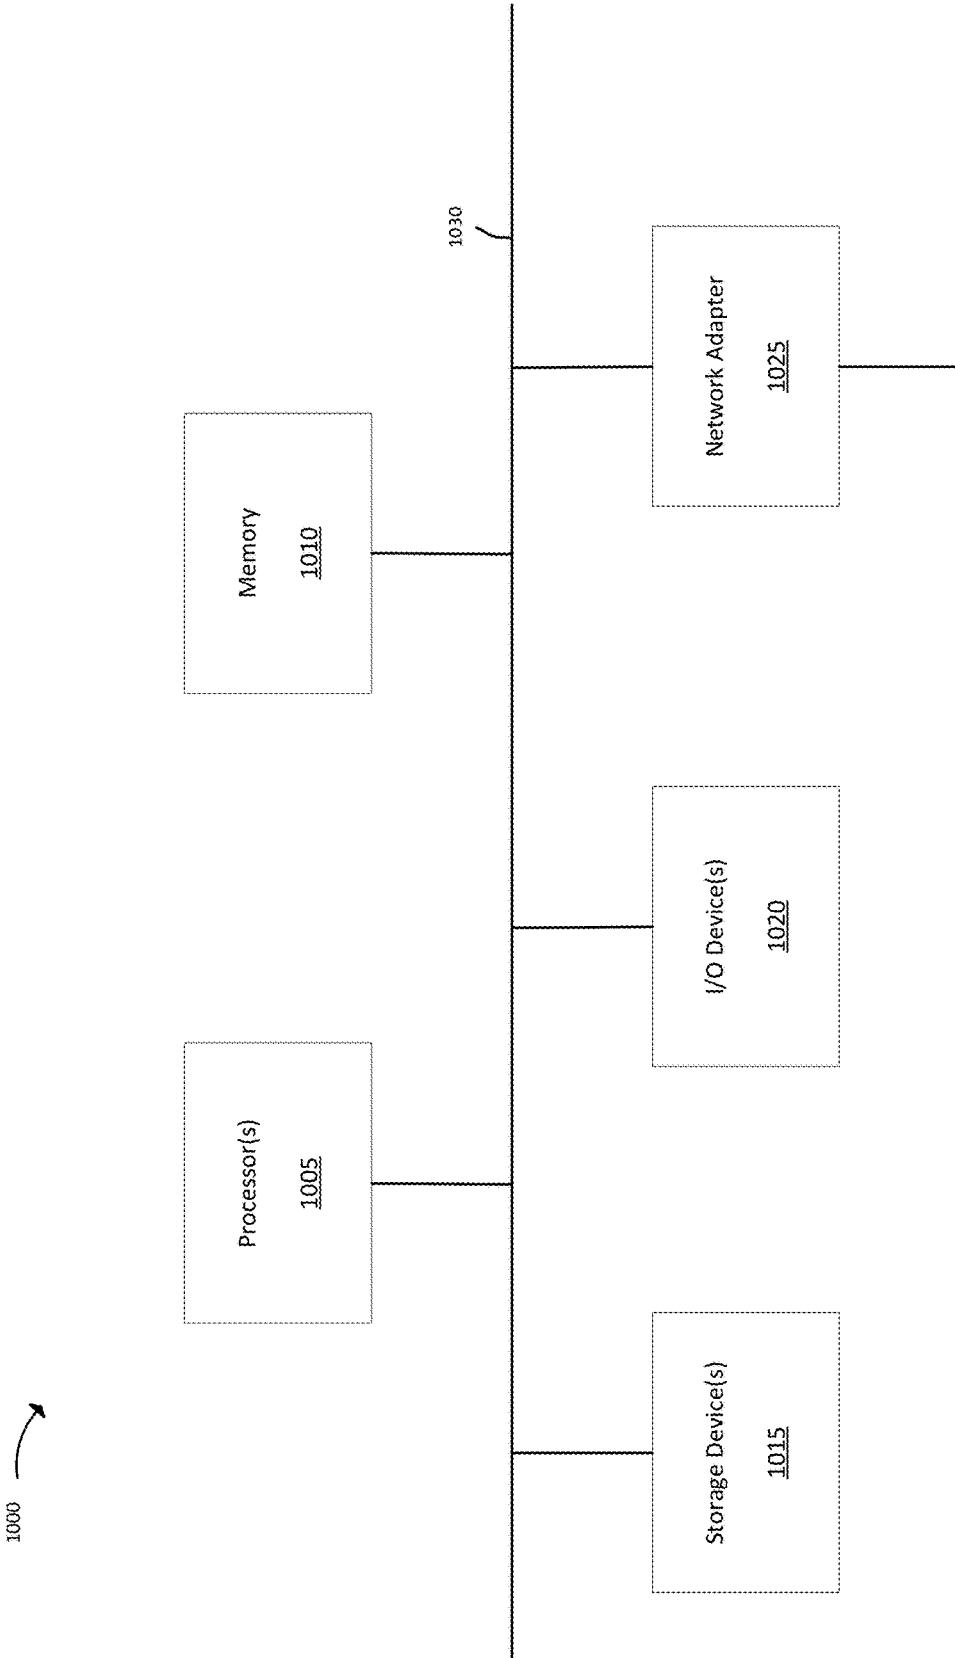 1000
Processor(s)
1005
Memory
1010
1030
Storage Device(s)
1015
I/O Device(s)
1020
Network Adapter
1025